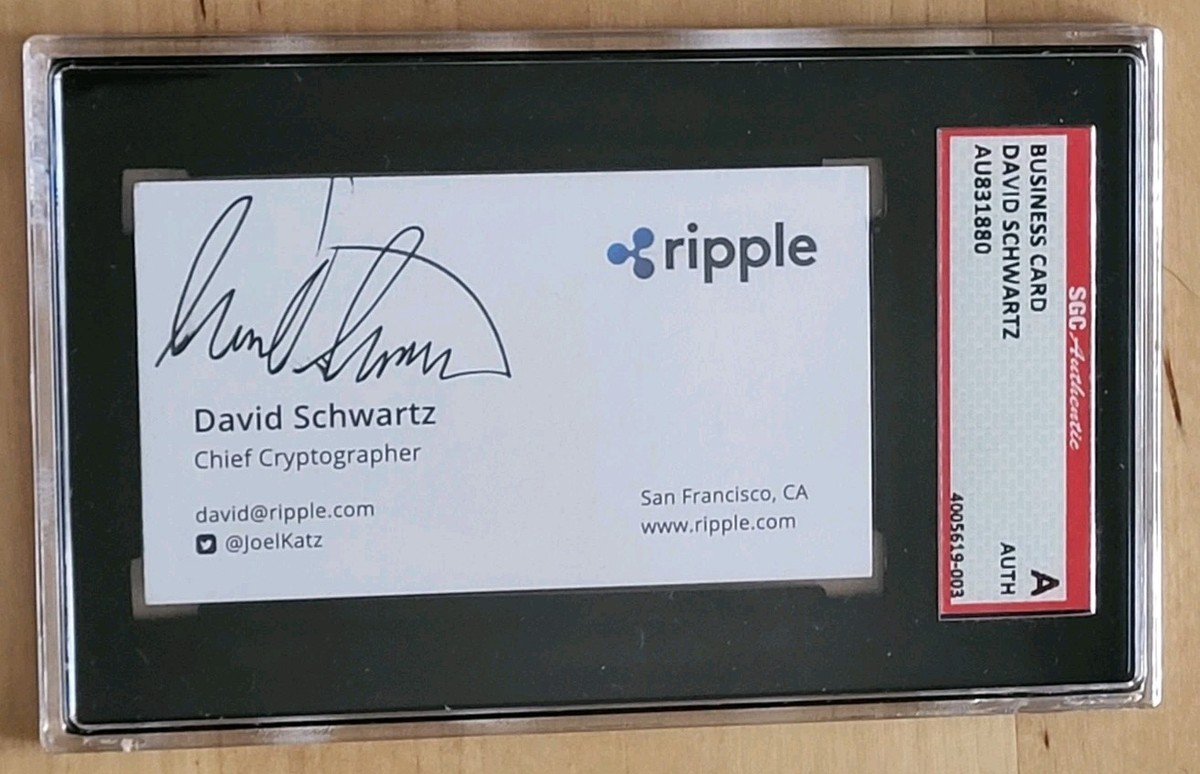 ripple
David Schwartz
Chief Cryptographer
david@ripple.com
@JoelKatz
San Francisco, CA
www.ripple.com
SGC Authentic
BUSINESS CARD
DAVID SCHWARTZ
AU831880
A
AUTH
4005619-003